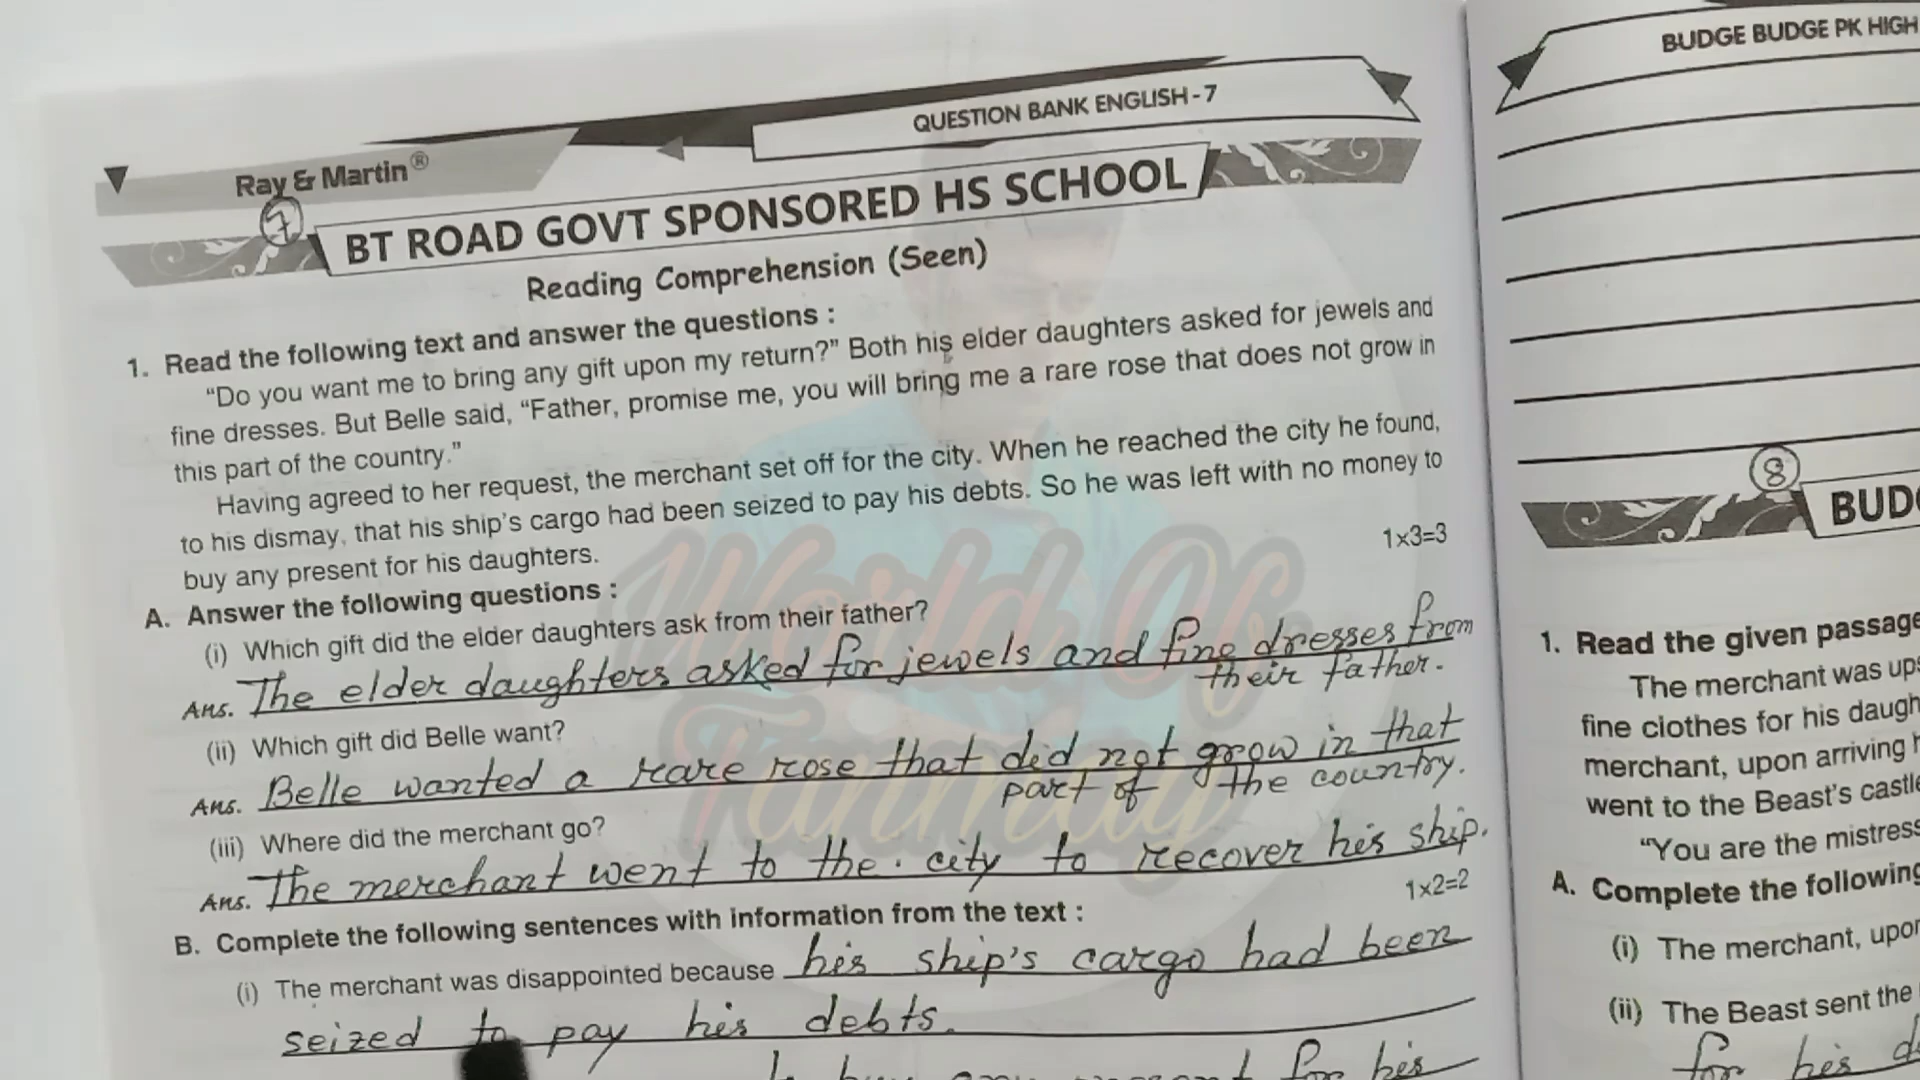 QUESTION BANK ENGLISH - 7
Ray & Martin®
7
BT ROAD GOVT SPONSORED HS SCHOOL
Reading Comprehension (Seen)
1. Read the following text and answer the questions :
“Do you want me to bring any gift upon my return?” Both his elder daughters asked for jewels and
fine dresses. But Belle said, “Father, promise me, you will bring me a rare rose that does not grow in
this part of the country.”
Having agreed to her request, the merchant set off for the city. When he reached the city he found,
to his dismay, that his ship's cargo had been seized to pay his debts. So he was left with no money to
buy any present for his daughters.
1×3=3
A. Answer the following questions :
(i) Which gift did the elder daughters ask from their father?
Ans. The elder daughters asked for jewels and fine dresses from
their father.
(ii) Which gift did Belle want?
Ans. Belle wanted a rare rose that did not grow in that
part of the country.
(iii) Where did the merchant go?
Ans. The merchant went to the city to recover his ship.
1×2=2
B. Complete the following sentences with information from the text :
(i) The merchant was disappointed because his ship's cargo had been
seized to pay his debts.
buy any present for his
World Of
Tanmay
BUDGE BUDGE PK HIGH
8
BUDG
1. Read the given passage
The merchant was ups
fine clothes for his daugh
merchant, upon arriving h
went to the Beast's castle
“You are the mistress
A. Complete the following
(i) The merchant, upon
(ii) The Beast sent the
for his d